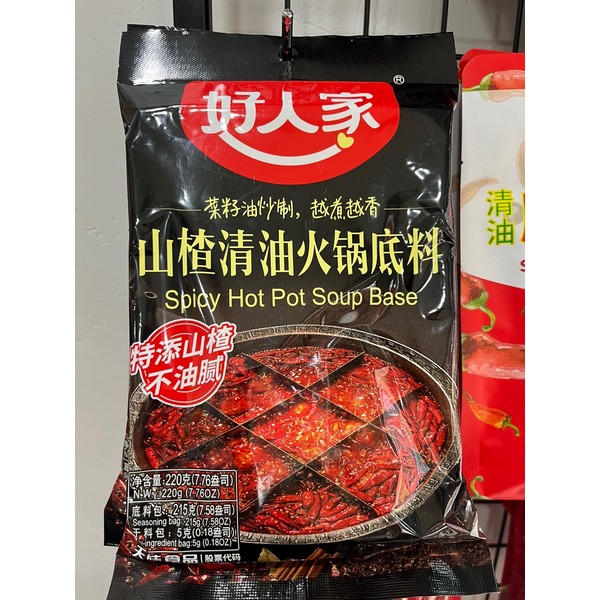 好人家
®
菜籽油炒制，越煮越香
山楂清油火锅底料
Spicy Hot Pot Soup Base
特添山楂
不油腻
净含量:220克(7.76盎司)
N.W.: 220g(7.76OZ)
底料包: 215克(7.58盎司)
Seasoning bag: 215g(7.58OZ)
干料包: 5克(0.18盎司)
ingredient bag:5g(0.18OZ)
味食品
股票代码
清
油